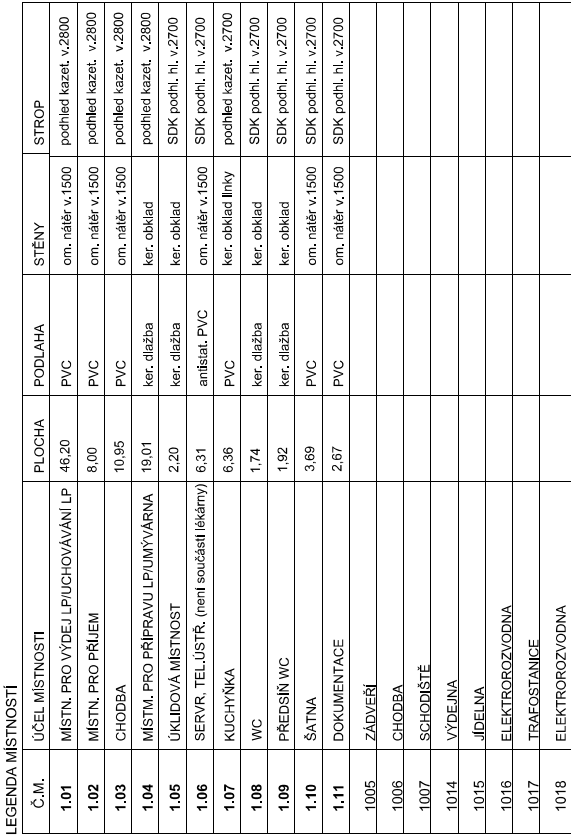 LEGENDA MÍSTNOSTÍ
Č.M. ÚČEL MÍSTNOSTI PLOCHA PODLAHA STĚNY STROP
1.01 MÍSTN. PRO VÝDEJ LP/UCHOVÁVÁNÍ LP 46,20 PVC om. nátěr v.1500 podhled kazet. v.2800
1.02 MÍSTN. PRO PŘÍJEM 8,00 PVC om. nátěr v.1500 podhled kazet. v.2800
1.03 CHODBA 10,95 PVC om. nátěr v.1500 podhled kazet. v.2800
1.04 MÍSTM. PRO PŘÍPRAVU LP/UMÝVÁRNA 19,01 ker. dlažba ker. obklad podhled kazet. v.2800
1.05 ÚKLIDOVÁ MÍSTNOST 2,20 ker. dlažba ker. obklad SDK podhl. hl. v.2700
1.06 SERVR, TEL.ÚSTŘ. (není součástí lékárny) 6,31 antistat. PVC om. nátěr v.1500 SDK podhl. hl. v.2700
1.07 KUCHYŇKA 6,36 PVC ker. obklad linky podhled kazet. v.2700
1.08 WC 1,74 ker. dlažba ker. obklad SDK podhl. hl. v.2700
1.09 PŘEDSÍŇ WC 1,92 ker. dlažba ker. obklad SDK podhl. hl. v.2700
1.10 ŠATNA 3,69 PVC om. nátěr v.1500 SDK podhl. hl. v.2700
1.11 DOKUMENTACE 2,67 PVC om. nátěr v.1500 SDK podhl. hl. v.2700
1005 ZÁDVEŘÍ
1006 CHODBA
1007 SCHODIŠTĚ
1014 VÝDEJNA
1015 JÍDELNA
1016 ELEKTROROZVODNA
1017 TRAFOSTANICE
1018 ELEKTROROZVODNA